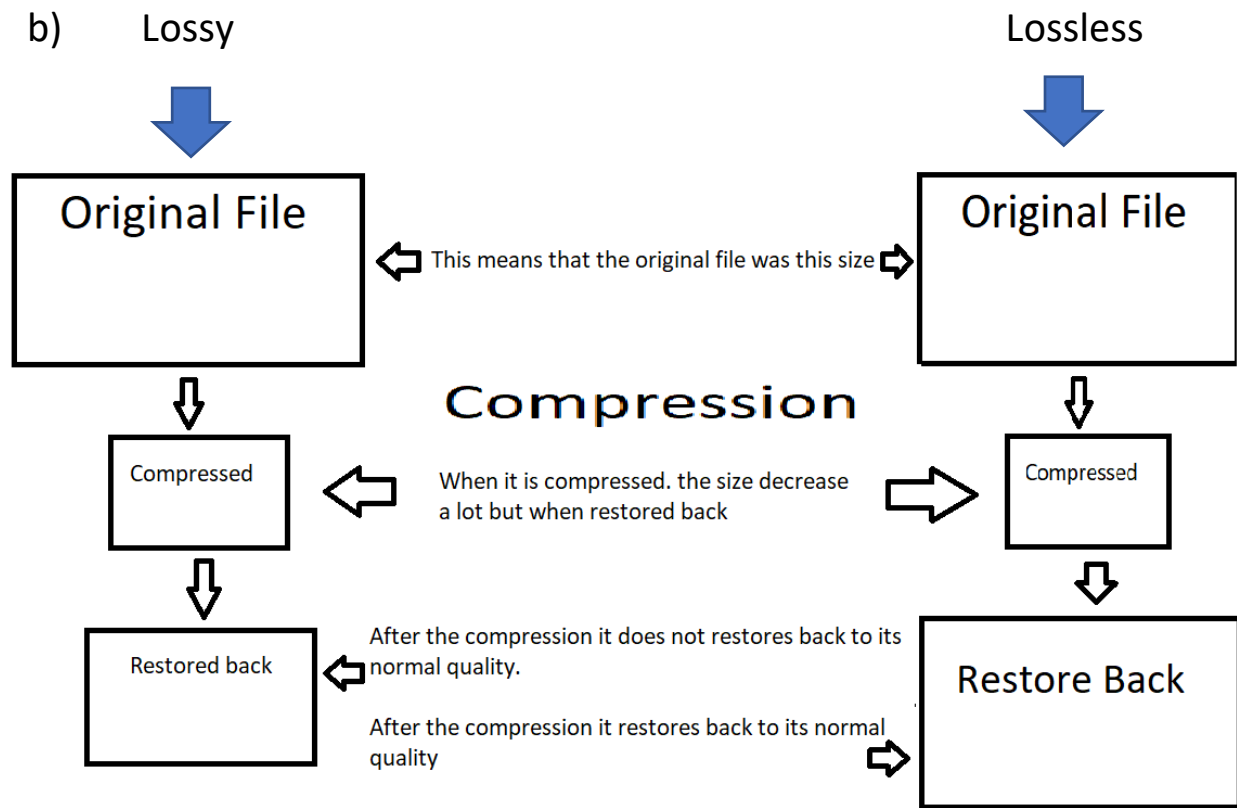 b) Lossy Lossless
Original File Original File
This means that the original file was this size
Compression
Compressed Compressed
When it is compressed. the size decrease
a lot but when restored back
After the compression it does not restores back to its
normal quality.
Restored back Restore Back
After the compression it restores back to its normal
quality